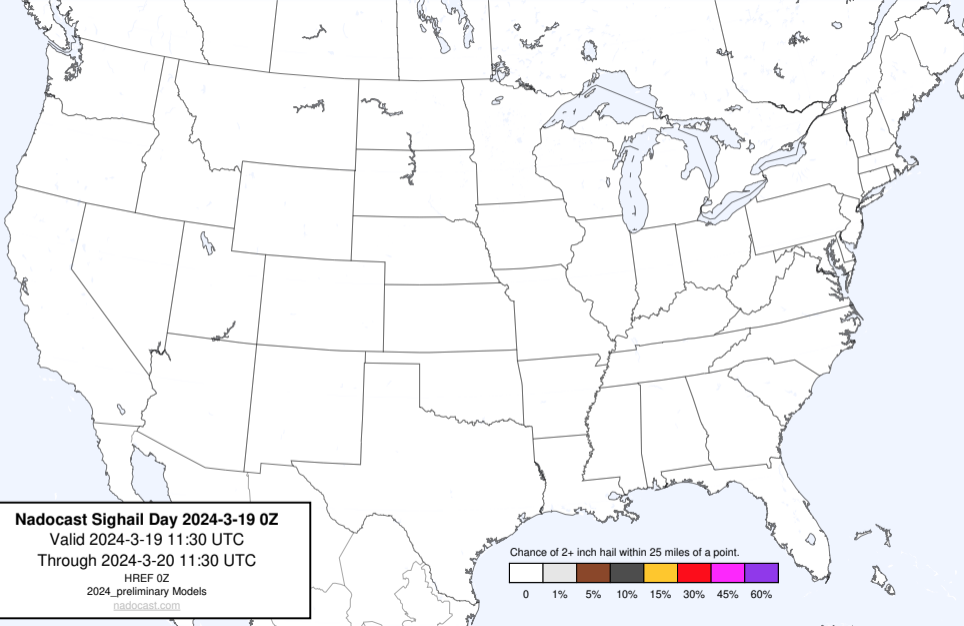 Nadocast Sighail Day 2024-3-19 0Z
Valid 2024-3-19 11:30 UTC
Through 2024-3-20 11:30 UTC
HREF 0Z
2024_preliminary Models
nadocast.com
Chance of 2+ inch hail within 25 miles of a point.
0 1% 5% 10% 15% 30% 45% 60%